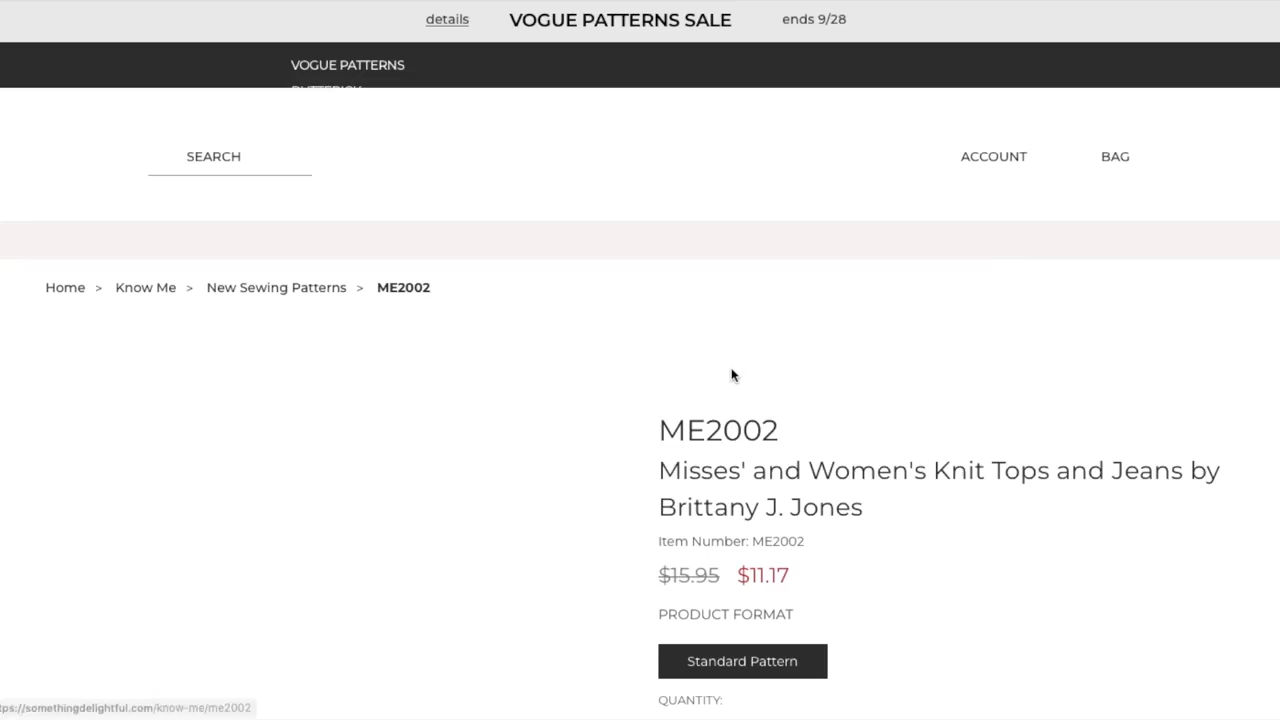 details VOGUE PATTERNS SALE ends 9/28
VOGUE PATTERNS
SEARCH ACCOUNT BAG
Home > Know Me > New Sewing Patterns > ME2002
ME2002
Misses' and Women's Knit Tops and Jeans by
Brittany J. Jones
Item Number: ME2002
$15.95 $11.17
PRODUCT FORMAT
Standard Pattern
QUANTITY:
tps://somethingdelightful.com/know-me/me2002